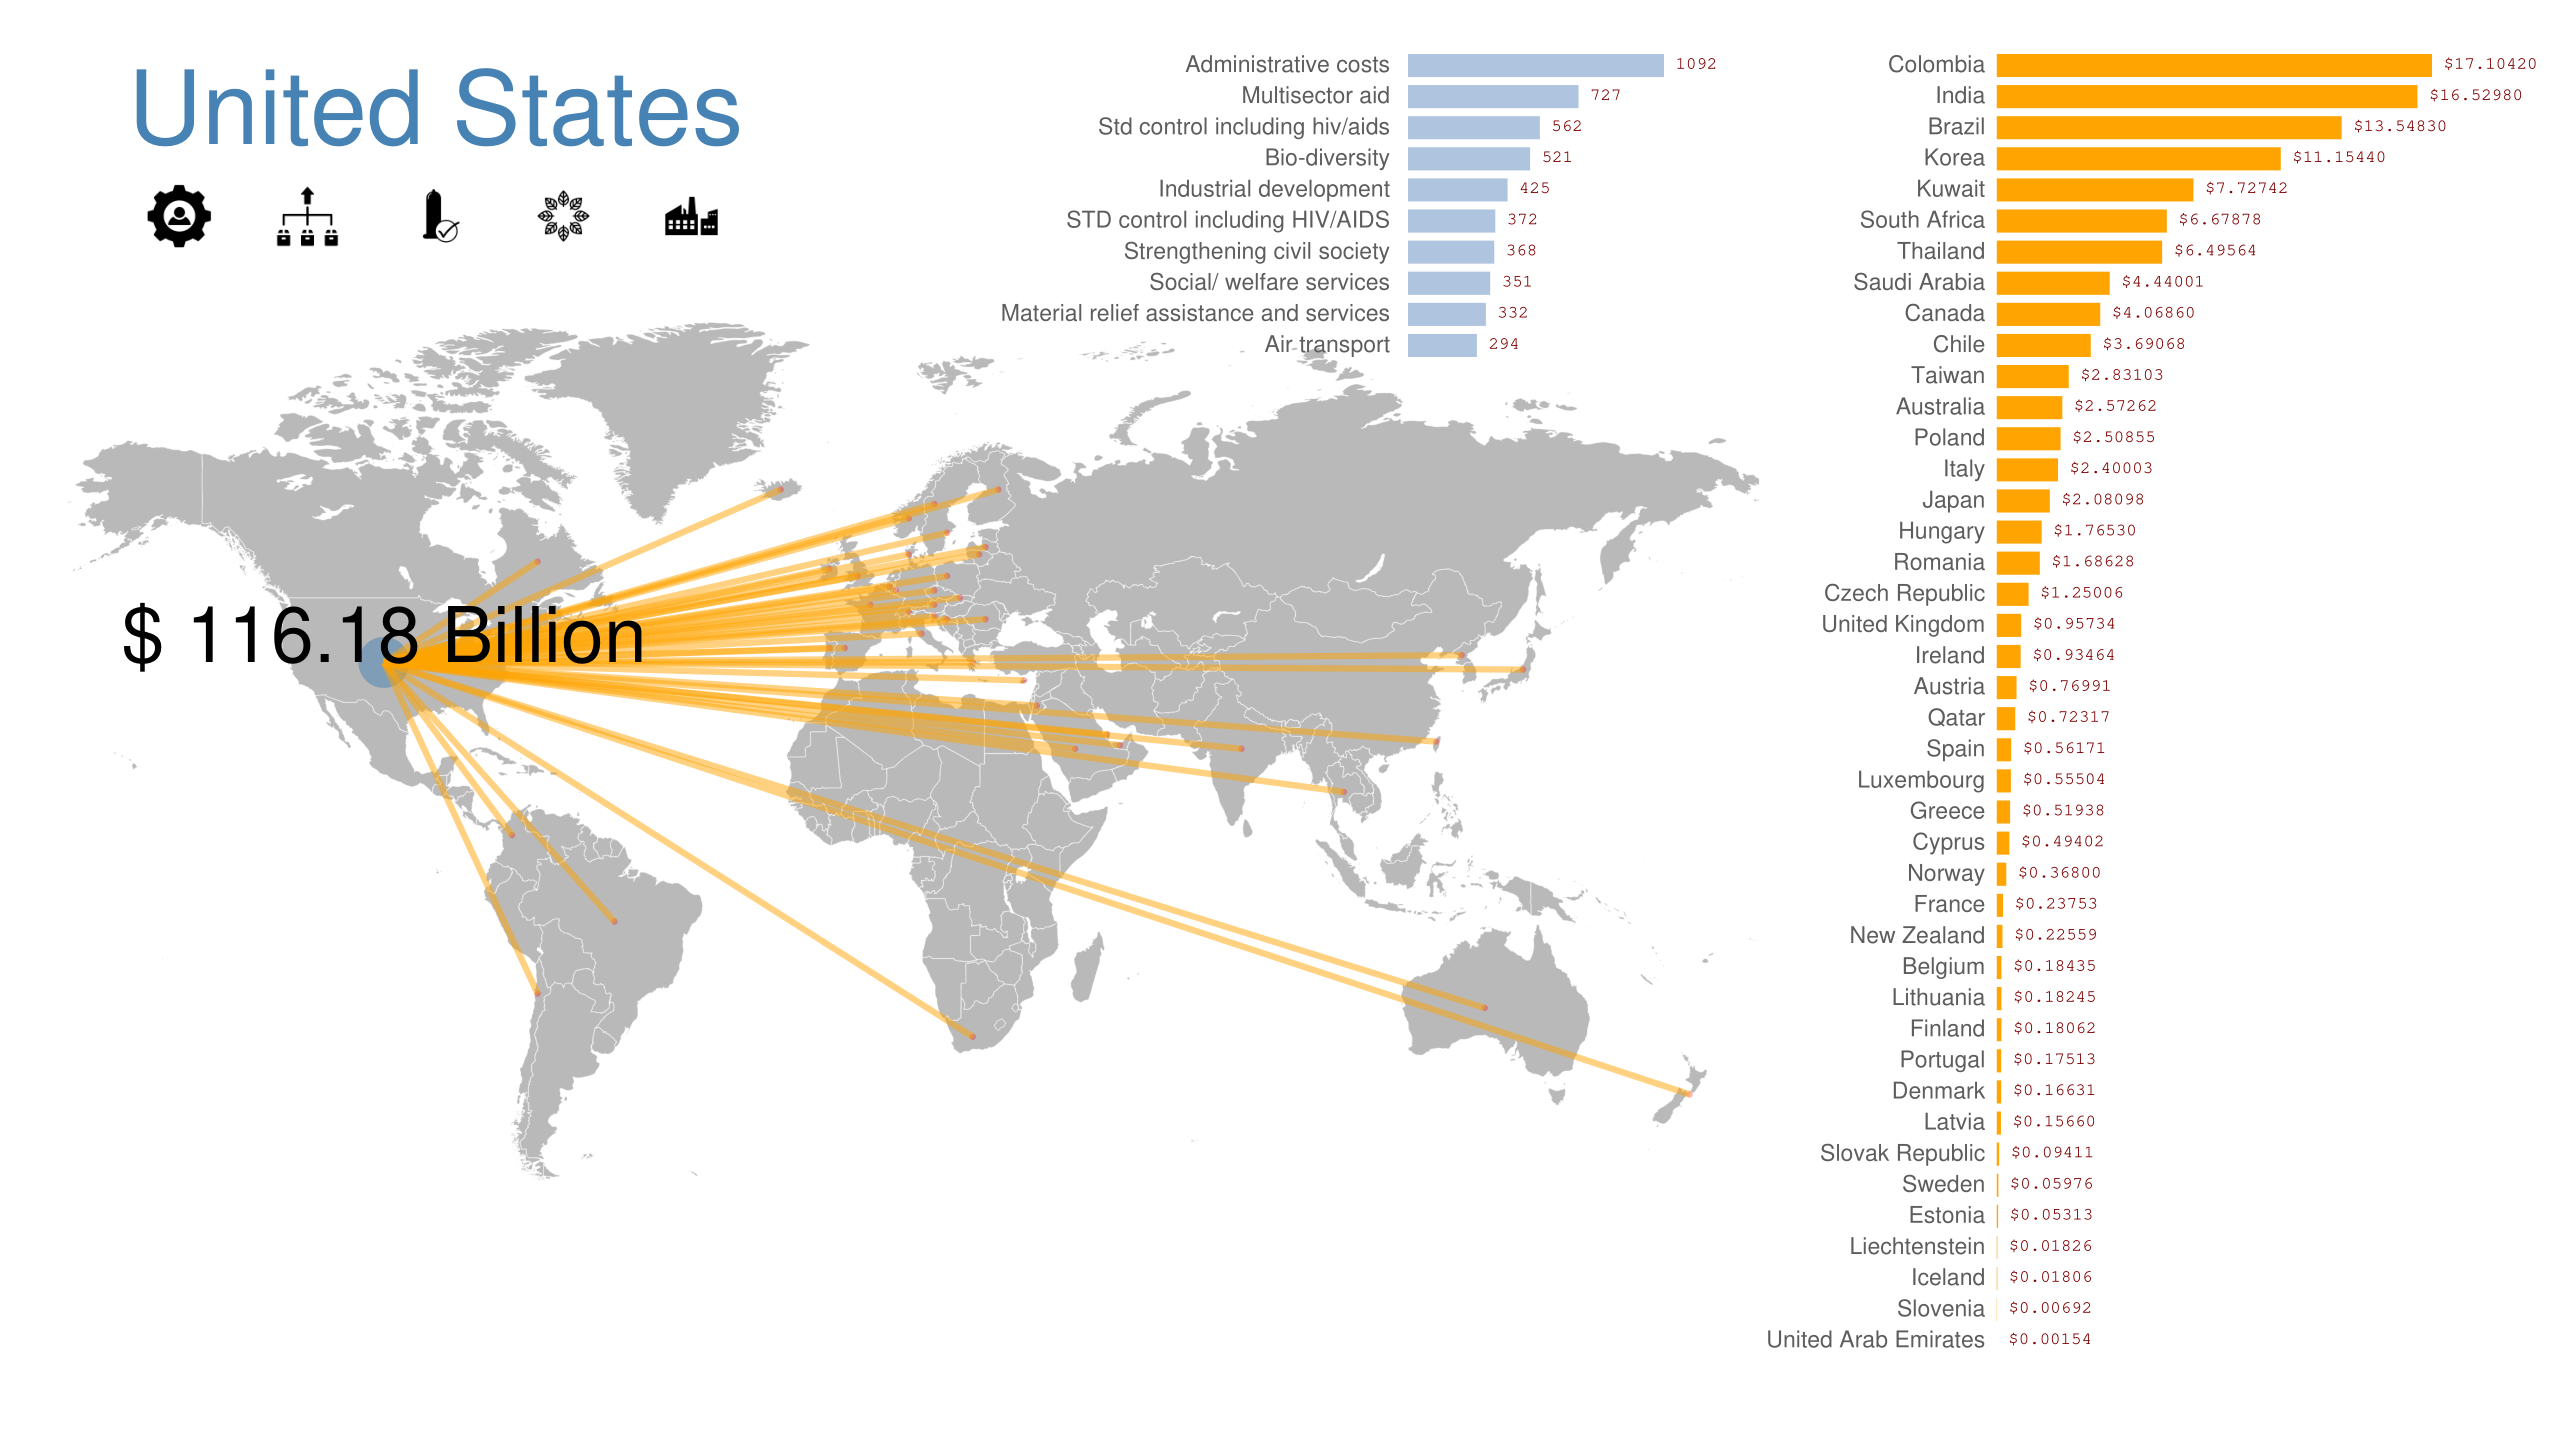 United States
$ 116.18 Billion
Administrative costs 1092
Multisector aid 727
Std control including hiv/aids 562
Bio-diversity 521
Industrial development 425
STD control including HIV/AIDS 372
Strengthening civil society 368
Social/ welfare services 351
Material relief assistance and services 332
Air transport 294
Colombia $17.10420
India $16.52980
Brazil $13.54830
Korea $11.15440
Kuwait $7.72742
South Africa $6.67878
Thailand $6.49564
Saudi Arabia $4.44001
Canada $4.06860
Chile $3.69068
Taiwan $2.83103
Australia $2.57262
Poland $2.50855
Italy $2.40003
Japan $2.08098
Hungary $1.76530
Romania $1.68628
Czech Republic $1.25006
United Kingdom $0.95734
Ireland $0.93464
Austria $0.76991
Qatar $0.72317
Spain $0.56171
Luxembourg $0.55504
Greece $0.51938
Cyprus $0.49402
Norway $0.36800
France $0.23753
New Zealand $0.22559
Belgium $0.18435
Lithuania $0.18245
Finland $0.18062
Portugal $0.17513
Denmark $0.16631
Latvia $0.15660
Slovak Republic $0.09411
Sweden $0.05976
Estonia $0.05313
Liechtenstein $0.01826
Iceland $0.01806
Slovenia $0.00692
United Arab Emirates $0.00154